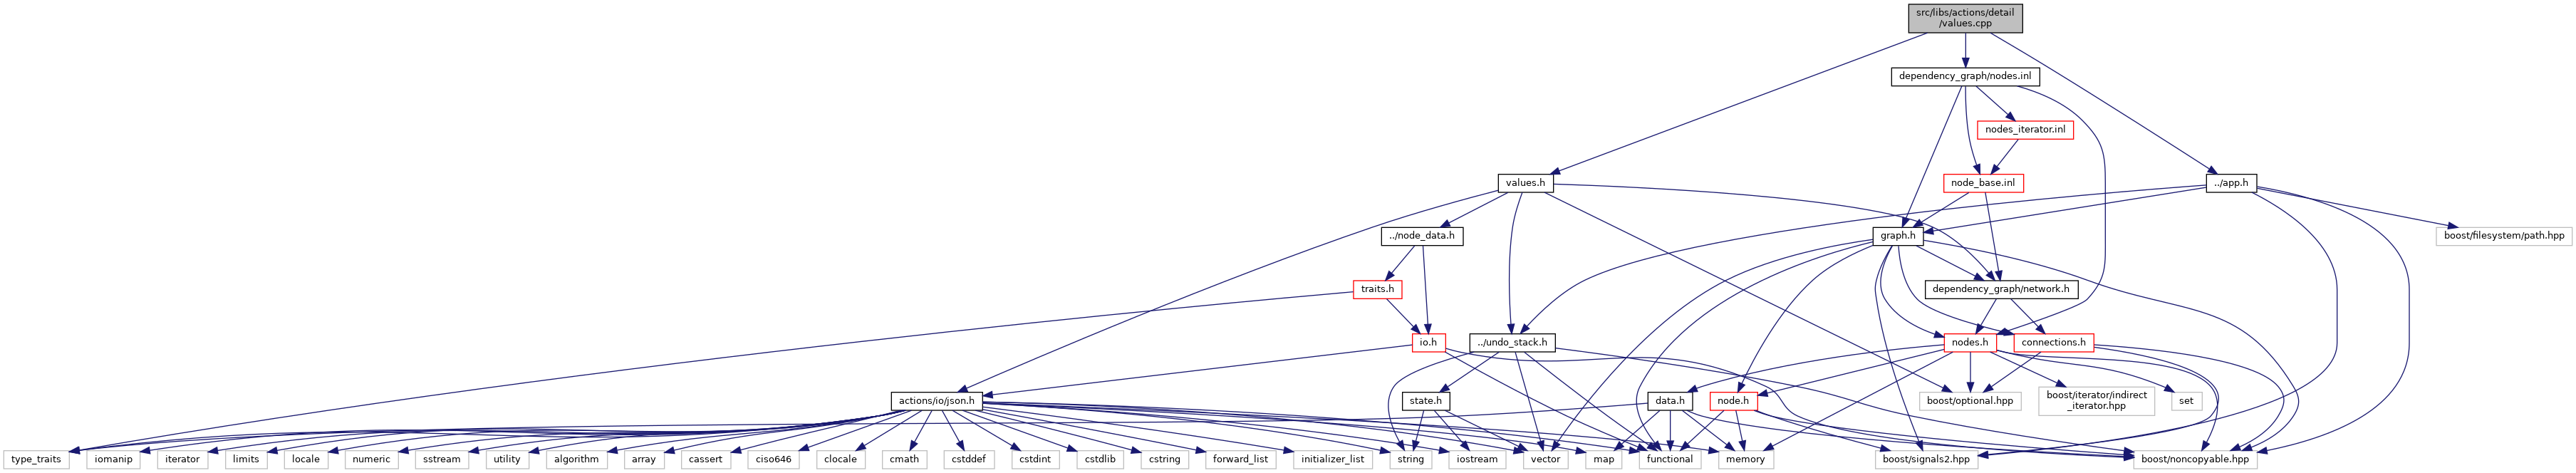 src/libs/actions/detail
/values.cpp
dependency_graph/nodes.inl
nodes_iterator.inl
values.h
node_base.inl
../app.h
../node_data.h
graph.h
boost/filesystem/path.hpp
traits.h
dependency_graph/network.h
io.h
../undo_stack.h
nodes.h
connections.h
actions/io/json.h
state.h
data.h
node.h
boost/optional.hpp
boost/iterator/indirect
_iterator.hpp
set
type_traits
iomanip
iterator
limits
locale
numeric
sstream
utility
algorithm
array
cassert
ciso646
clocale
cmath
cstddef
cstdint
cstdlib
cstring
forward_list
initializer_list
string
iostream
vector
map
functional
memory
boost/signals2.hpp
boost/noncopyable.hpp